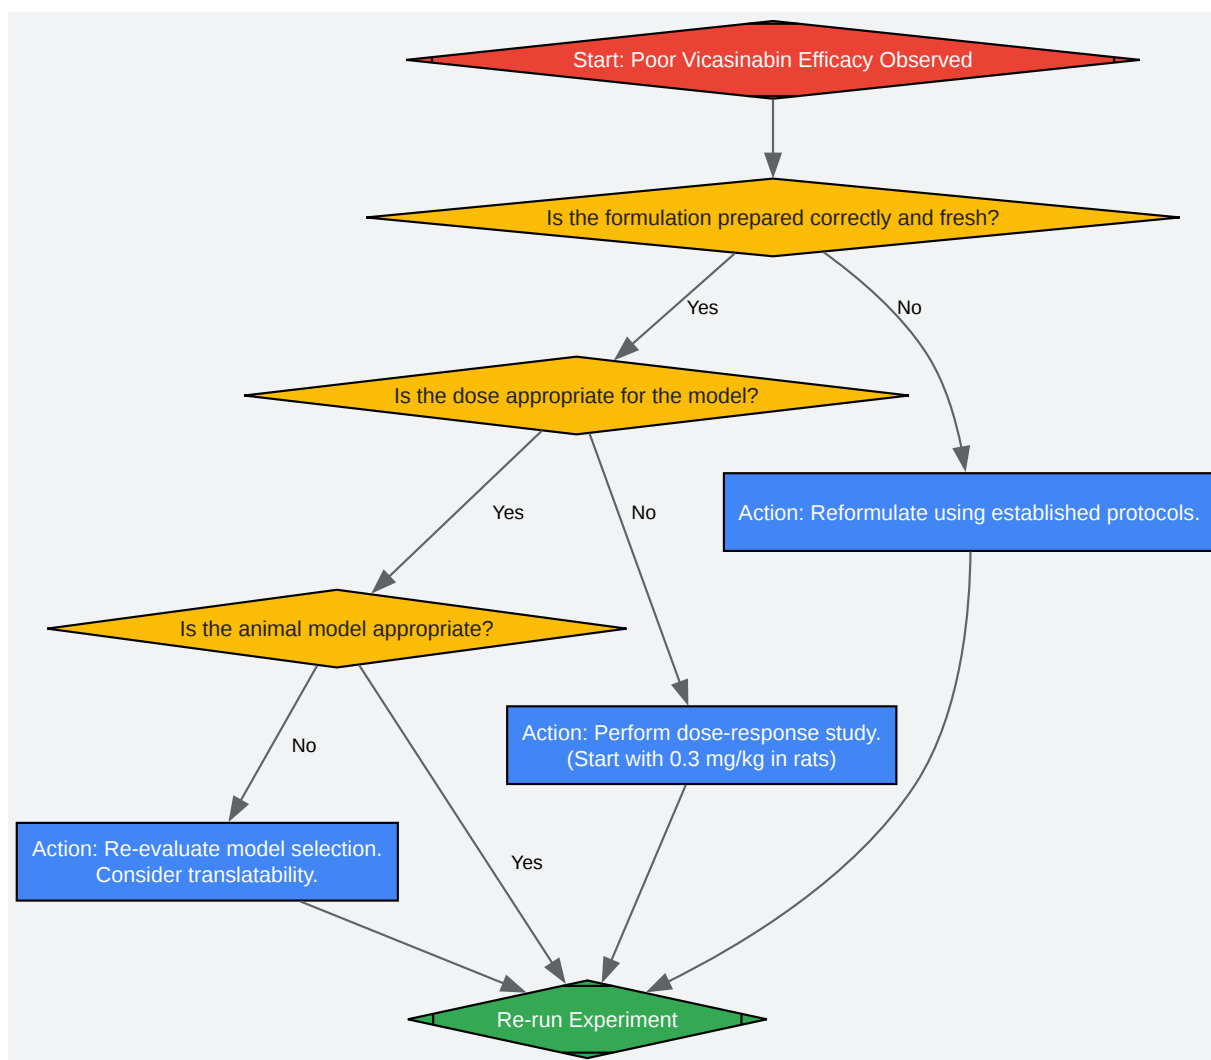 Start: Poor Vicasinabin Efficacy Observed
Is the formulation prepared correctly and fresh?
Yes
No
Is the dose appropriate for the model?
Yes
No
Action: Reformulate using established protocols.
Is the animal model appropriate?
No
Action: Perform dose-response study.
(Start with 0.3 mg/kg in rats)
Action: Re-evaluate model selection.
Consider translatability.
Yes
Re-run Experiment